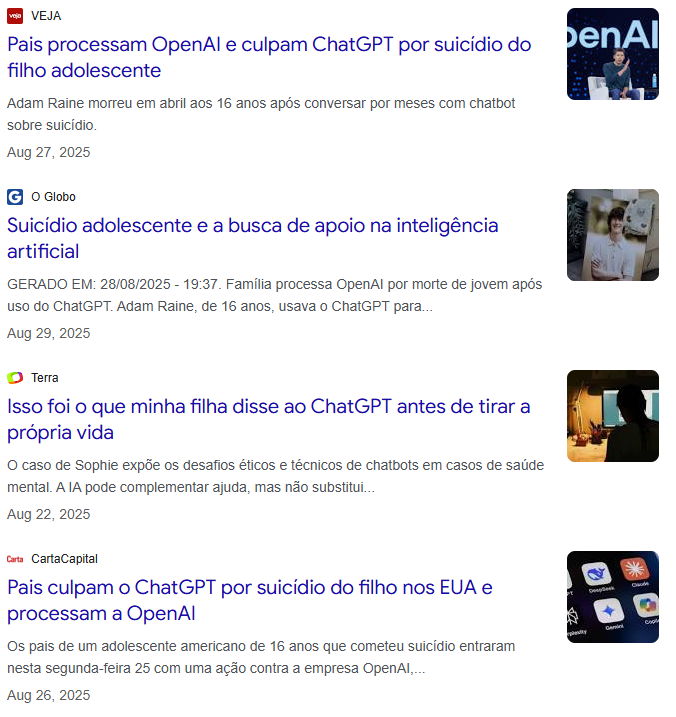 veja VEJA
Pais processam OpenAI e culpam ChatGPT por suicídio do
filho adolescente
Adam Raine morreu em abril aos 16 anos após conversar por meses com chatbot
sobre suicídio.
Aug 27, 2025
penAI
G O Globo
Suicídio adolescente e a busca de apoio na inteligência
artificial
GERADO EM: 28/08/2025 - 19:37. Família processa OpenAI por morte de jovem após
uso do ChatGPT. Adam Raine, de 16 anos, usava o ChatGPT para...
Aug 29, 2025
Terra
Isso foi o que minha filha disse ao ChatGPT antes de tirar a
própria vida
O caso de Sophie expõe os desafios éticos e técnicos de chatbots em casos de saúde
mental. A IA pode complementar ajuda, mas não substitui...
Aug 22, 2025
Carta CartaCapital
Pais culpam o ChatGPT por suicídio do filho nos EUA e
processam a OpenAI
Os pais de um adolescente americano de 16 anos que cometeu suicídio entraram
nesta segunda-feira 25 com uma ação contra a empresa OpenAI,...
Aug 26, 2025
PT
DeepSeek
Claude
plexity
Gemini
Copil